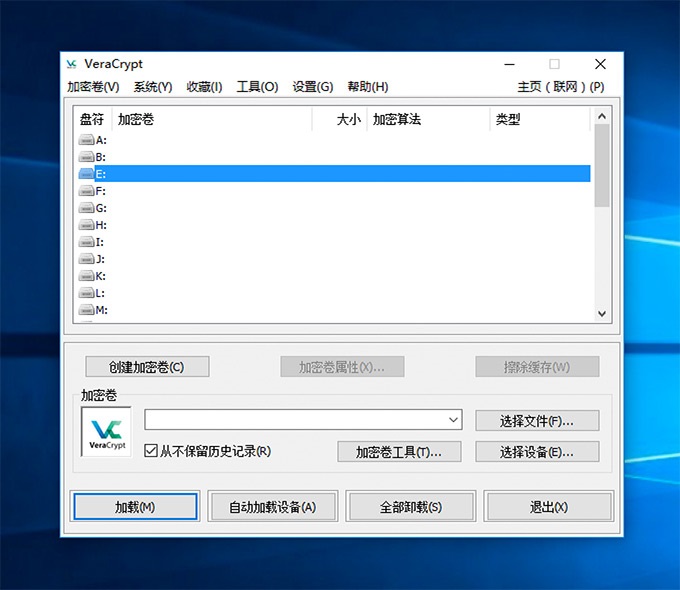 VeraCrypt
加密卷(V) 系统(Y) 收藏(I) 工具(O) 设置(G) 帮助(H) 主页(联网)(P)
盘符 加密卷 大小 加密算法 类型
A:
B:
E:
F:
G:
H:
I:
J:
K:
L:
M:
创建加密卷(C) 加密卷属性(X)... 擦除缓存(W)
加密卷
选择文件(F)...
VeraCrypt
从不保留历史记录(R) 加密卷工具(T)... 选择设备(E)...
加载(M) 自动加载设备(A) 全部卸载(S) 退出(X)